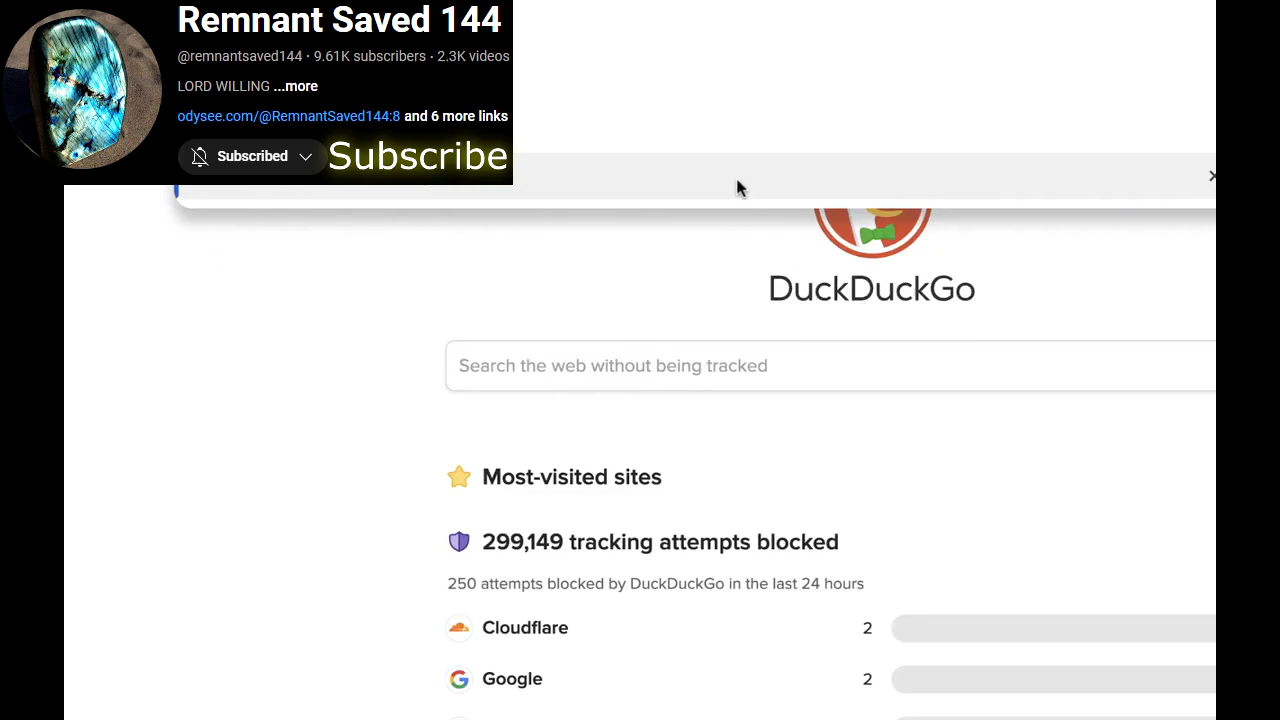 Remnant Saved 144
@remnantsaved144 · 9.61K subscribers · 2.3K videos
LORD WILLING ...more
odysee.com/@RemnantSaved144:8 and 6 more links
Subscribed
Subscribe
DuckDuckGo
Search the web without being tracked
Most-visited sites
299,149 tracking attempts blocked
250 attempts blocked by DuckDuckGo in the last 24 hours
Cloudflare 2
Google 2